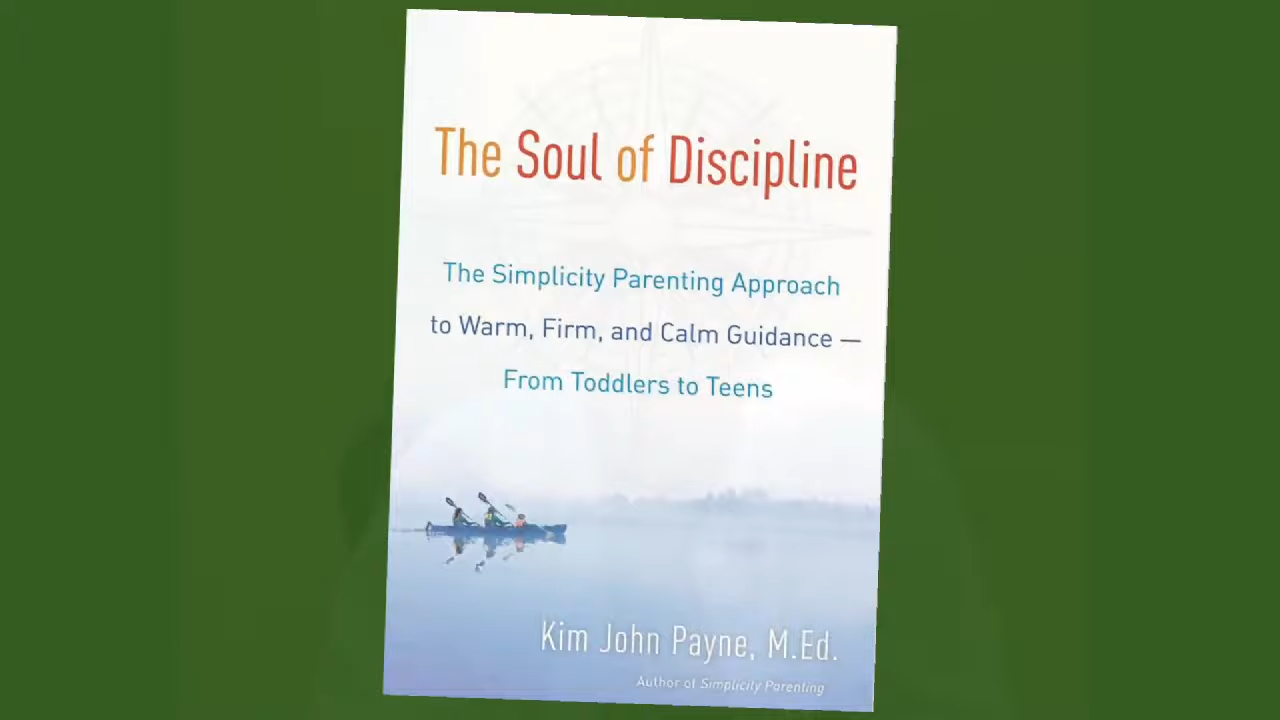 The Soul of Discipline
The Simplicity Parenting Approach
to Warm, Firm, and Calm Guidance —
From Toddlers to Teens
Kim John Payne, M.Ed.
Author of Simplicity Parenting